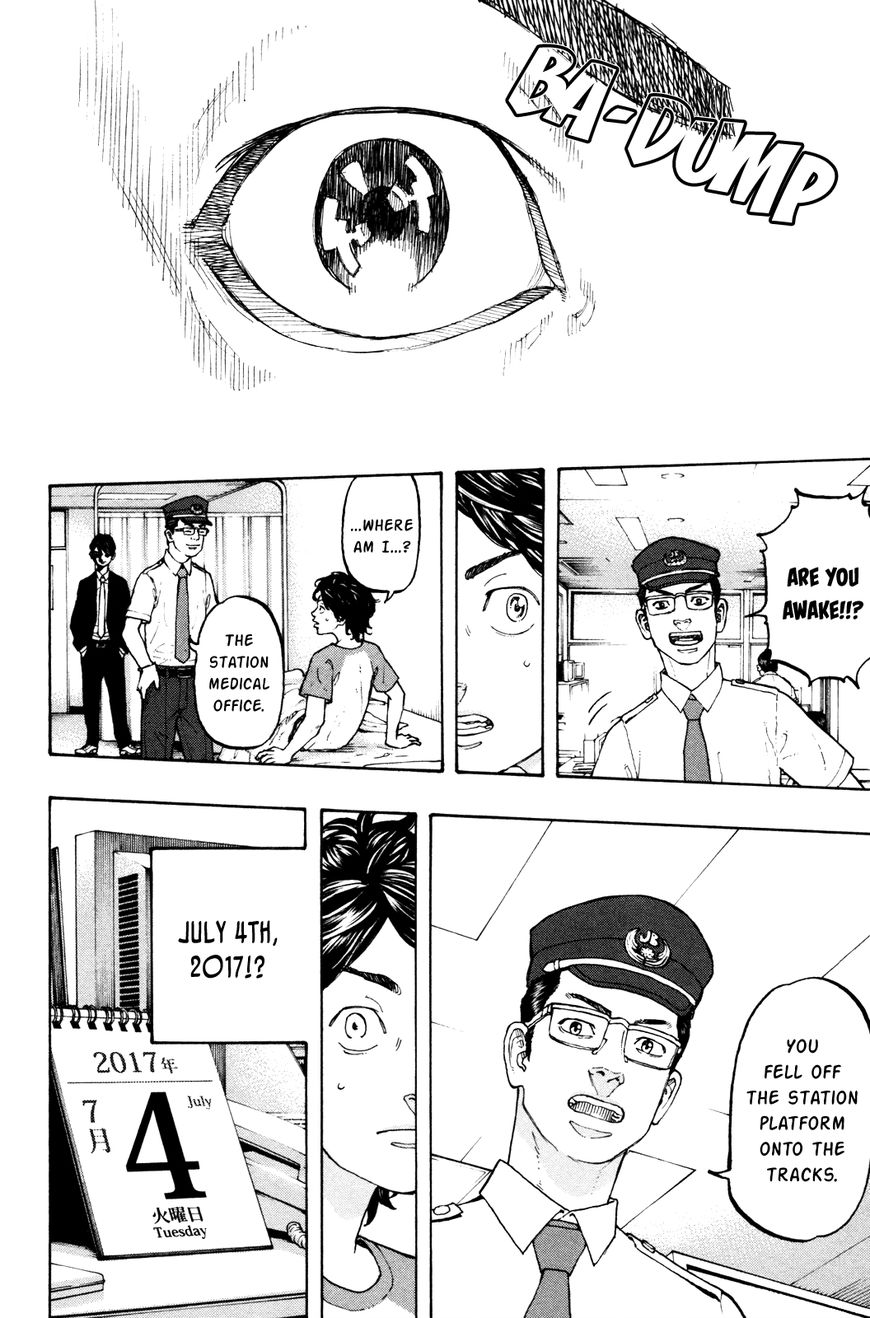 BA-DUMP
ARE YOU
AWAKE!!?
...WHERE
AM I...?
THE
STATION
MEDICAL
OFFICE.
YOU
FELL OFF
THE STATION
PLATFORM
ONTO THE
TRACKS.
JULY 4TH,
2017!?
2017年
7月
July
4
火曜日
Tuesday